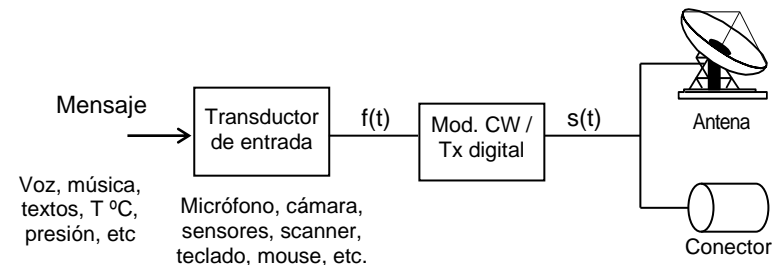 Mensaje
Voz, música,
textos, T ºC,
presión, etc
Transductor
de entrada
Micrófono, cámara,
sensores, scanner,
teclado, mouse, etc.
f(t)
Mod. CW /
Tx digital
s(t)
Antena
Conector